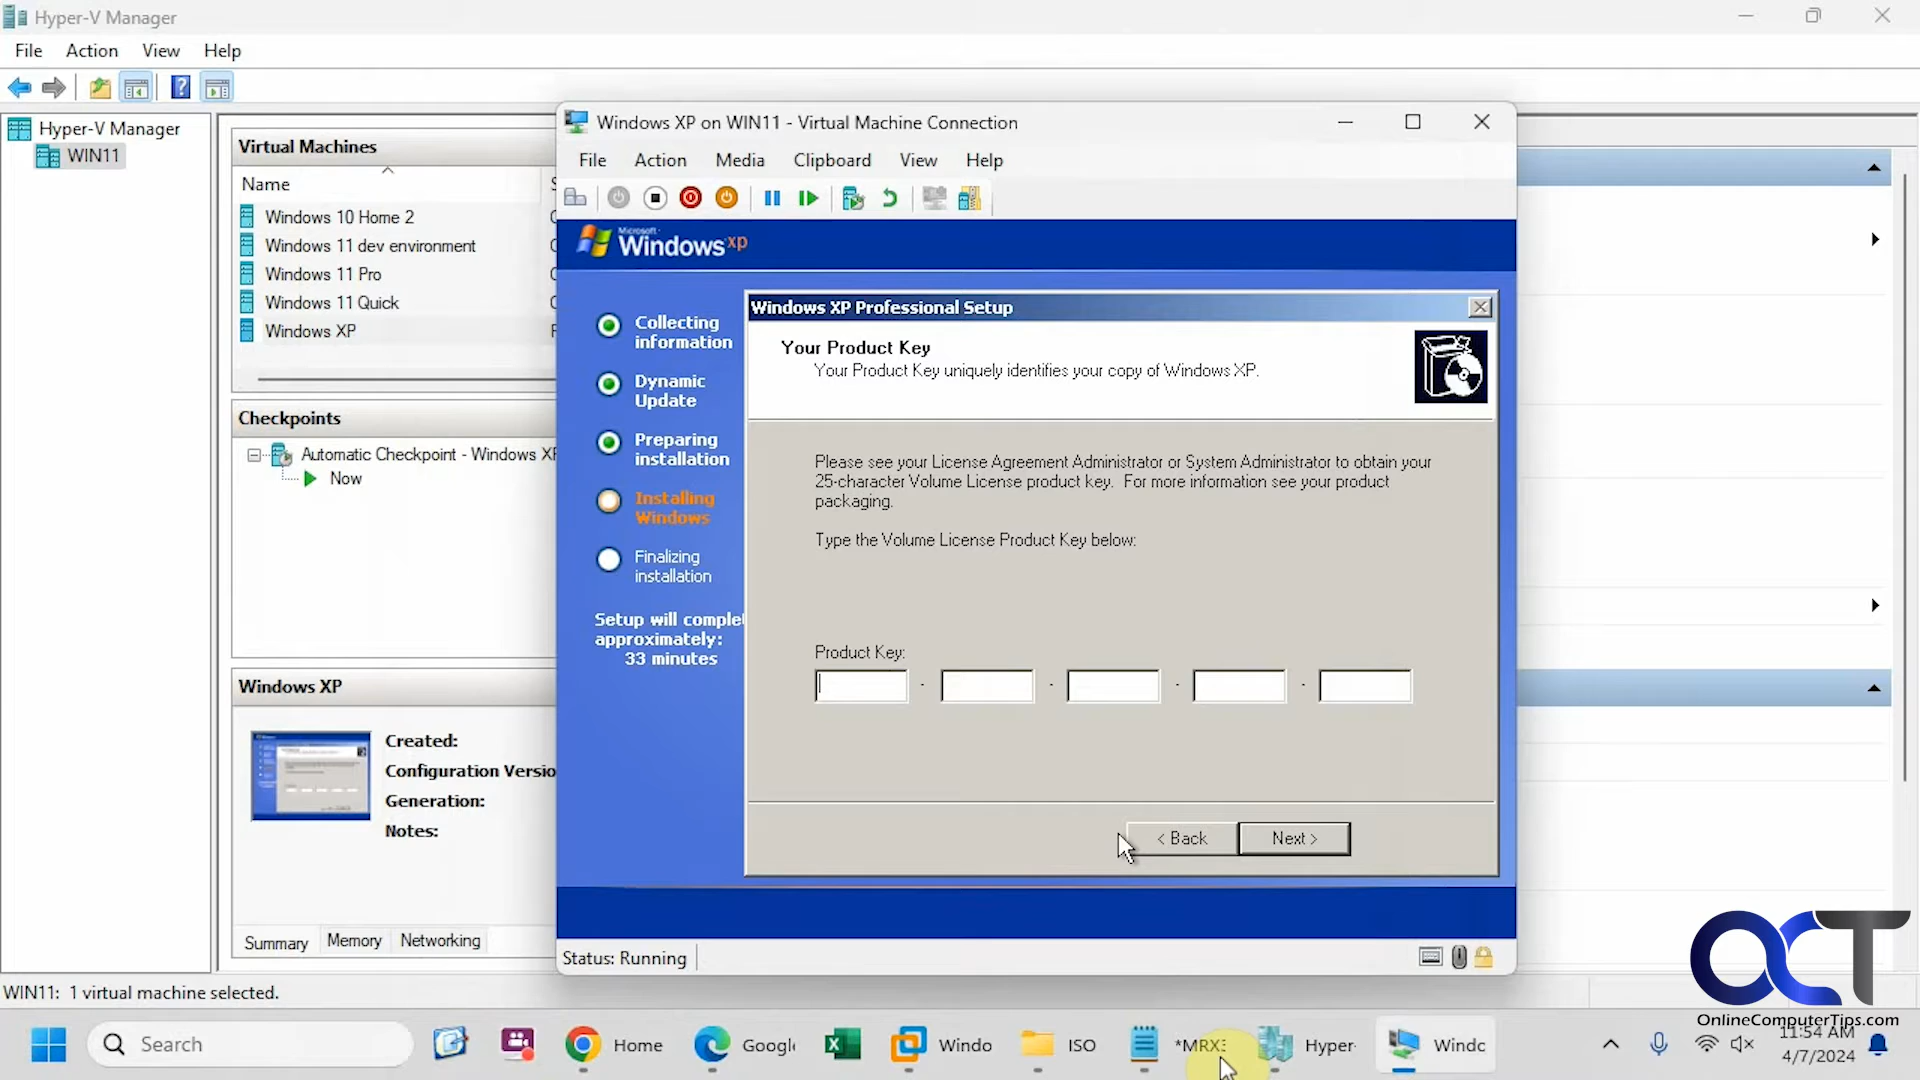 Hyper-V Manager
File Action View Help
Hyper-V Manager
WIN11
Virtual Machines
Name
Windows 10 Home 2
Windows 11 dev environment
Windows 11 Pro
Windows 11 Quick
Windows XP
Checkpoints
Automatic Checkpoint - Windows XP
Now
Windows XP
Created:
Configuration Versio
Generation:
Notes:
Summary Memory Networking
WIN11: 1 virtual machine selected.
Windows XP on WIN11 - Virtual Machine Connection
File Action Media Clipboard View Help
Microsoft
Windows xp
Collecting
information
Dynamic
Update
Preparing
installation
Installing
Windows
Finalizing
installation
Setup will complet
approximately:
33 minutes
Windows XP Professional Setup
Your Product Key
Your Product Key uniquely identifies your copy of Windows XP.
Please see your License Agreement Administrator or System Administrator to obtain your
25-character Volume License product key. For more information see your product
packaging.
Type the Volume License Product Key below:
Product Key:
< Back Next >
Status: Running
OCT
OnlineComputerTips.com
Search Home Googl Windo ISO *MRX Hyper- Windc
11:54 AM
4/7/2024